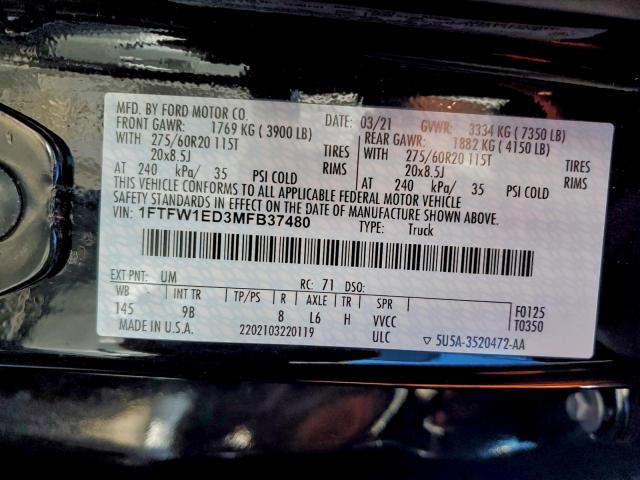 MFD. BY FORD MOTOR CO. DATE: 03/21 GVWR: 3334 KG ( 7350 LB)
FRONT GAWR: 1769 KG ( 3900 LB) REAR GAWR: 1882 KG ( 4150 LB)
WITH 275/60R20 115T TIRES WITH 275/60R20 115T TIRES
20x8.5J RIMS 20x8.5J RIMS
AT 240 kPa/ 35 PSI COLD AT 240 kPa/ 35 PSI COLD
THIS VEHICLE CONFORMS TO ALL APPLICABLE FEDERAL MOTOR VEHICLE
SAFETY STANDARDS IN EFFECT ON THE DATE OF MANUFACTURE SHOWN ABOVE.
VIN: 1FTFW1ED3MFB37480 TYPE: Truck
EXT PNT: UM RC: 71 DSO: F0125
WB INT TR TP/PS R AXLE TR SPR T0350
145 9B 8 L6 H VVCC
MADE IN U.S.A. 2202103220119 ULC ▽ 5U5A-3520472-AA